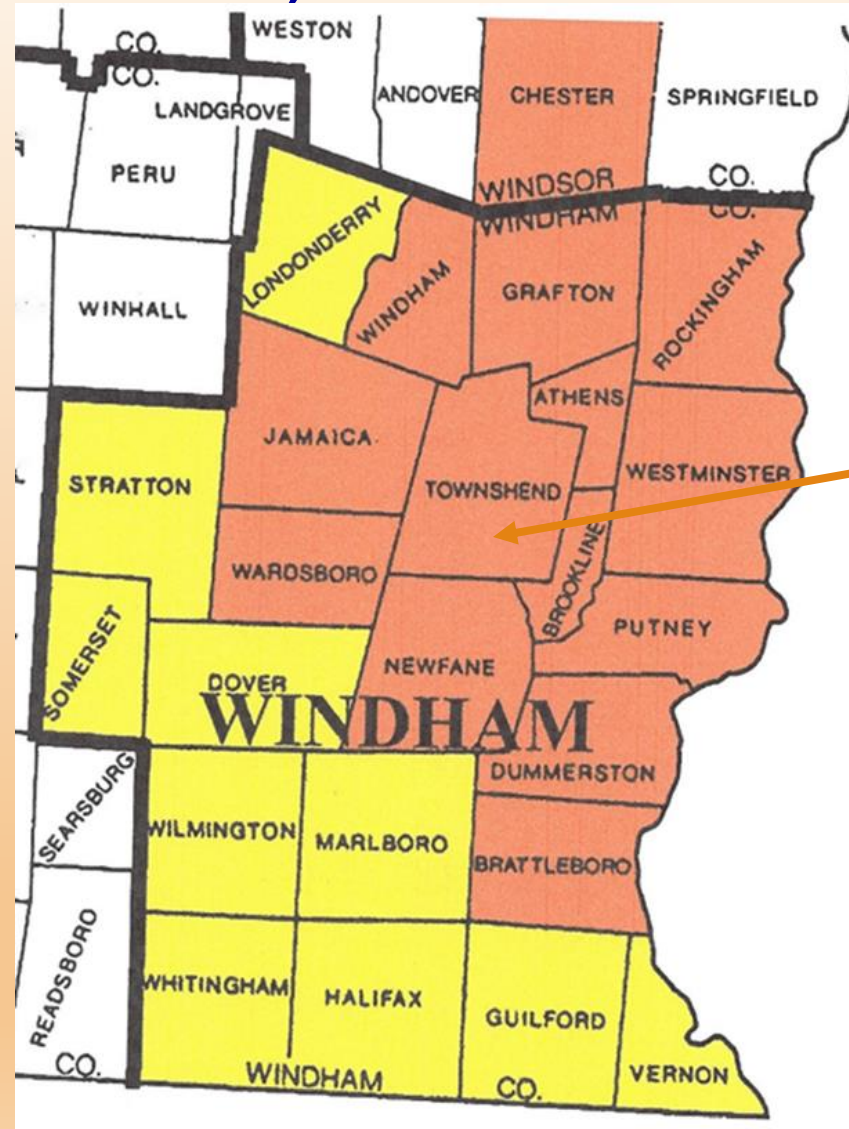 WESTON
CO.
CO.
LANDGROVE
ANDOVER
CHESTER
SPRINGFIELD
PERU
WINDSOR
CO.
WINDHAM
CO.
LONDONDERRY
WINDHAM
GRAFTON
ROCKINGHAM
WINHALL
ATHENS
JAMAICA
STRATTON
TOWNSHEND
WESTMINSTER
WARDSBORO
BROOKLINE
SOMERSET
PUTNEY
DOVER
NEWFANE
WINDHAM
DUMMERSTON
SEARSBURG
WILMINGTON
MARLBORO
BRATTLEBORO
READSBORO
WHITINGHAM
HALIFAX
GUILFORD
VERNON
CO.
WINDHAM
CO.